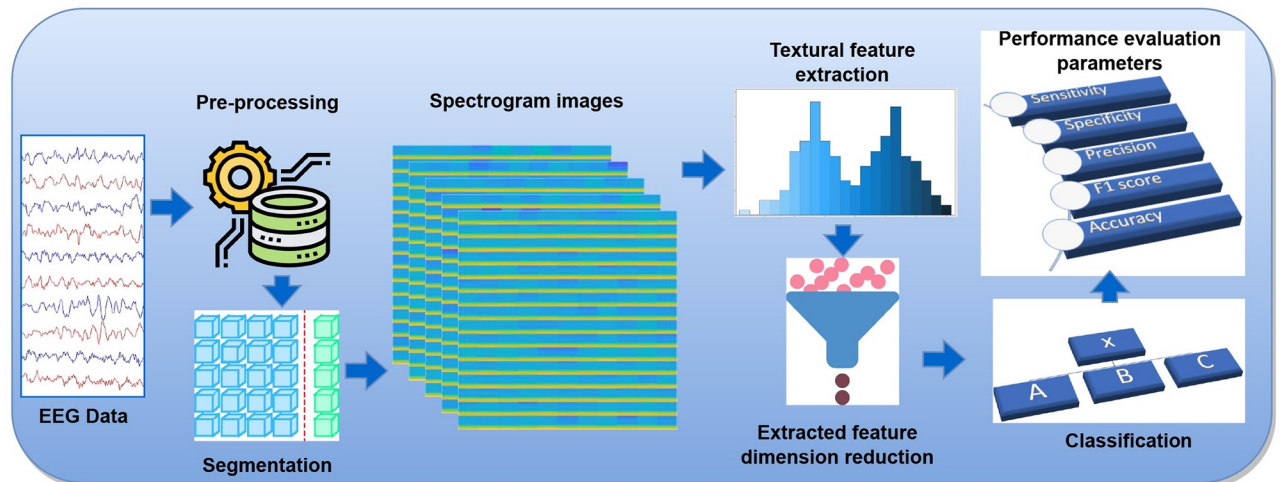 EEG Data
Pre-processing
Segmentation
Spectrogram images
Textural feature
extraction
Extracted feature
dimension reduction
x
A
B
C
Classification
Performance evaluation
parameters
Sensitivity
Specificity
Precision
F1 score
Accuracy